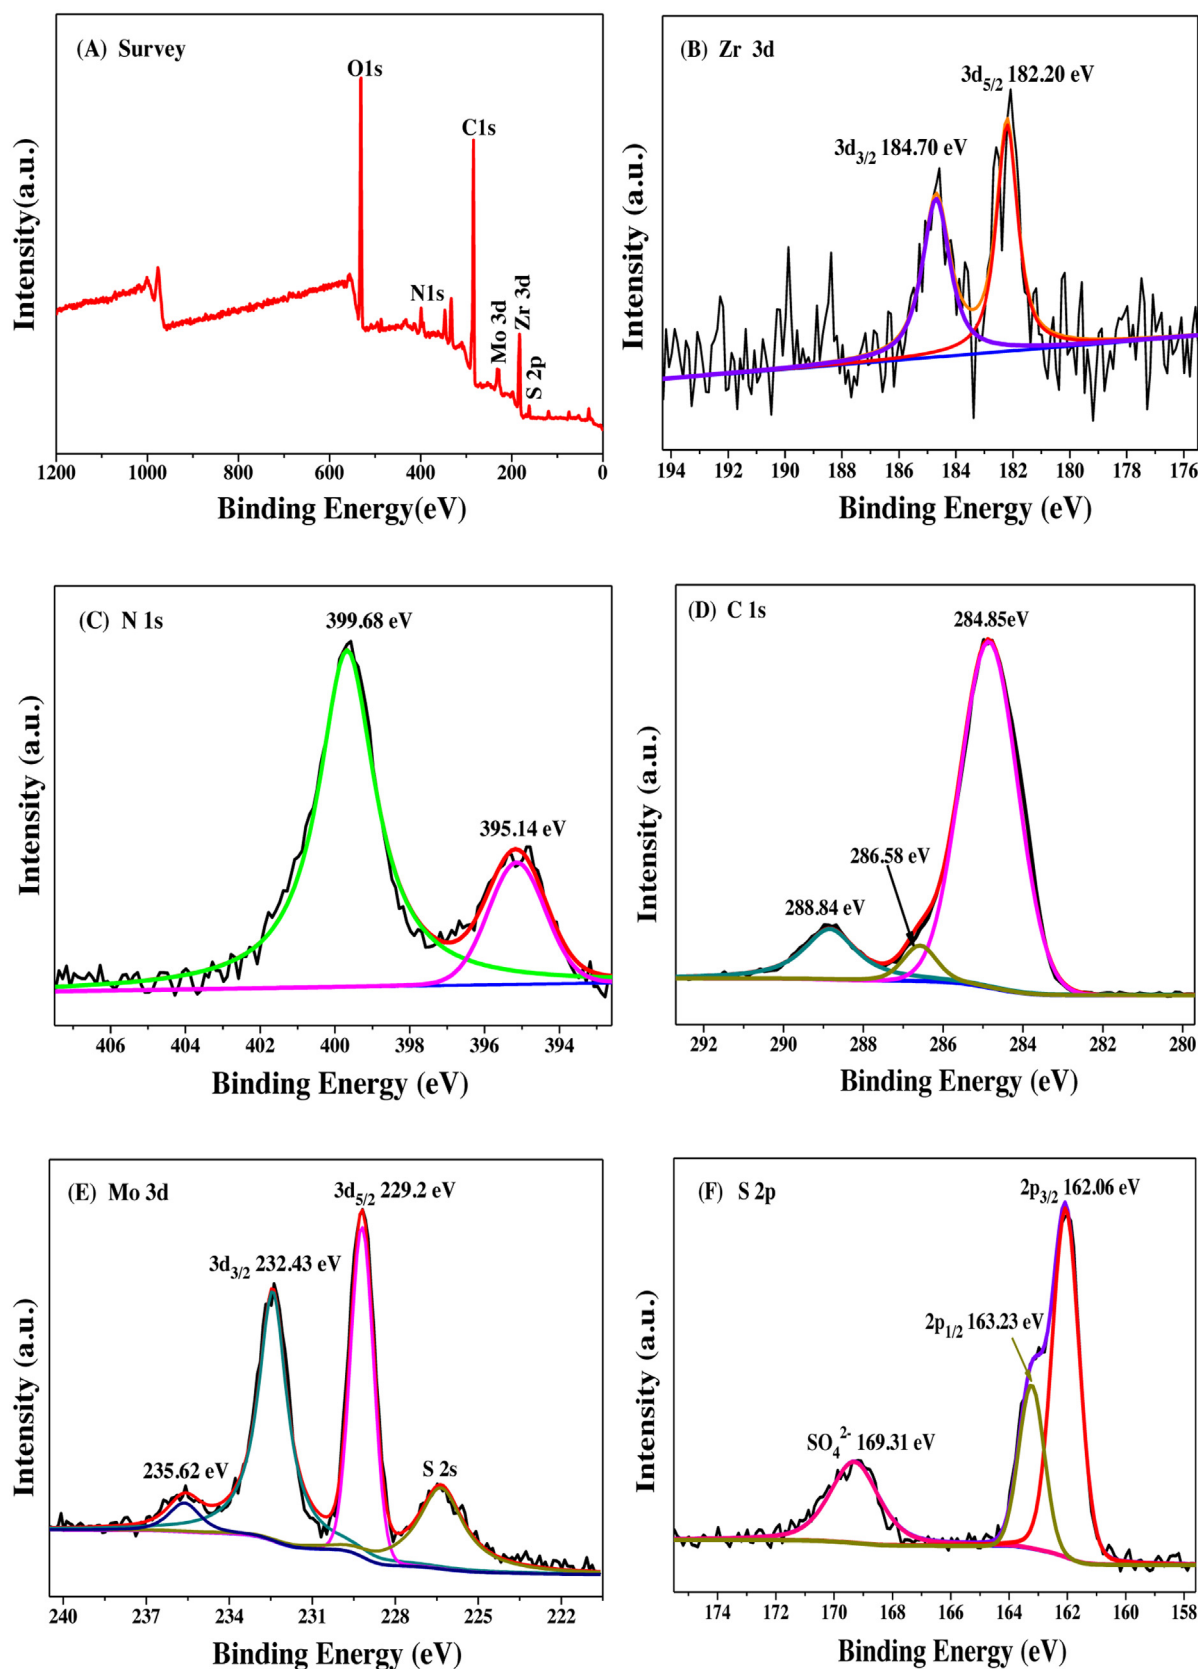 (A) Survey
O1s
C1s
N1s
Mo 3d
Zr 3d
S 2p
Intensity(a.u.)
1200 1000 800 600 400 200 0
Binding Energy(eV)
(B) Zr 3d
3d5/2 182.20 eV
3d3/2 184.70 eV
Intensity (a.u.)
194 192 190 188 186 184 182 180 178 176
Binding Energy (eV)
(C) N 1s
399.68 eV
395.14 eV
Intensity (a.u.)
406 404 402 400 398 396 394
Binding Energy (eV)
(D) C 1s
284.85eV
286.58 eV
288.84 eV
Intensity (a.u.)
292 290 288 286 284 282 280
Binding Energy (eV)
(E) Mo 3d
3d5/2 229.2 eV
3d3/2 232.43 eV
235.62 eV
S 2s
Intensity (a.u.)
240 237 234 231 228 225 222
Binding Energy (eV)
(F) S 2p
2p3/2 162.06 eV
2p1/2 163.23 eV
SO4 2- 169.31 eV
Intensity (a.u.)
174 172 170 168 166 164 162 160 158
Binding Energy (eV)